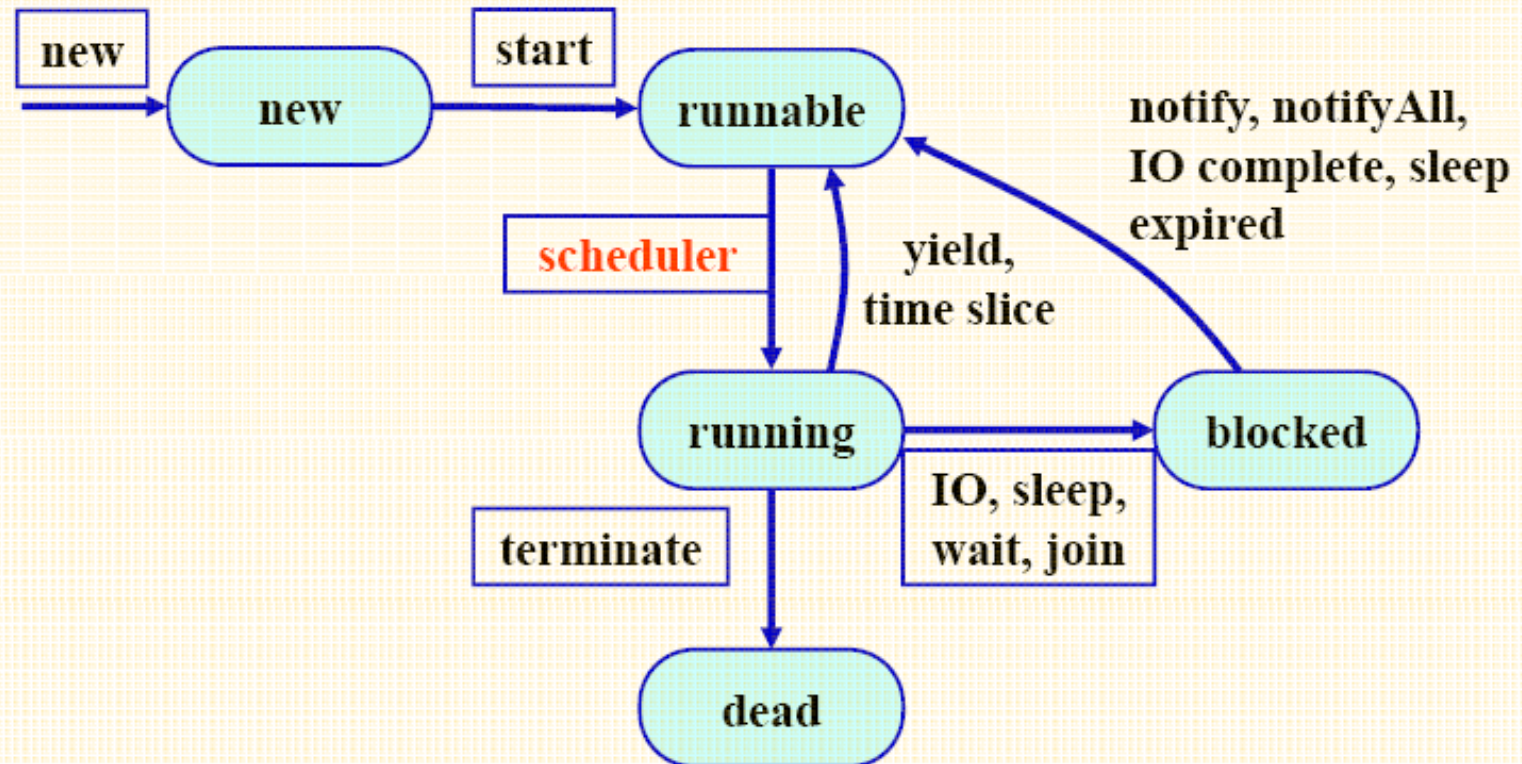 new
new
start
runnable
notify, notifyAll,
IO complete, sleep
expired
scheduler
yield,
time slice
running
blocked
IO, sleep,
wait, join
terminate
dead